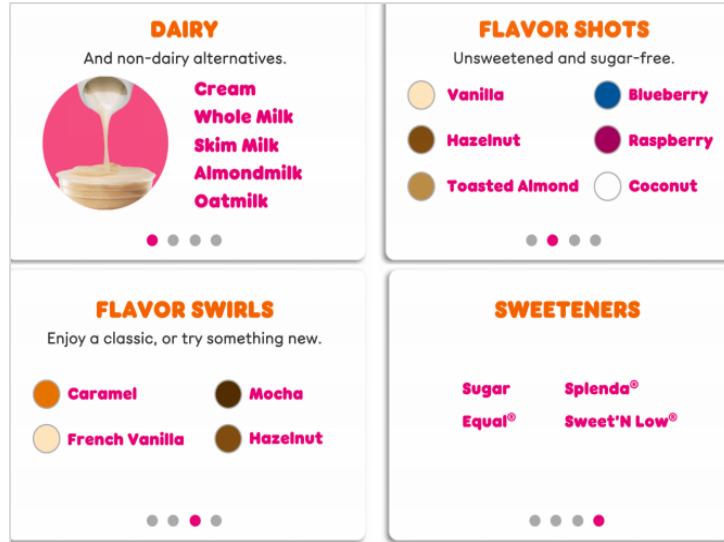 DAIRY
And non-dairy alternatives.
Cream
Whole Milk
Skim Milk
Almondmilk
Oatmilk
FLAVOR SHOTS
Unsweetened and sugar-free.
Vanilla
Blueberry
Hazelnut
Raspberry
Toasted Almond
Coconut
FLAVOR SWIRLS
Enjoy a classic, or try something new.
Caramel
Mocha
French Vanilla
Hazelnut
SWEETENERS
Sugar
Splenda®
Equal®
Sweet'N Low®